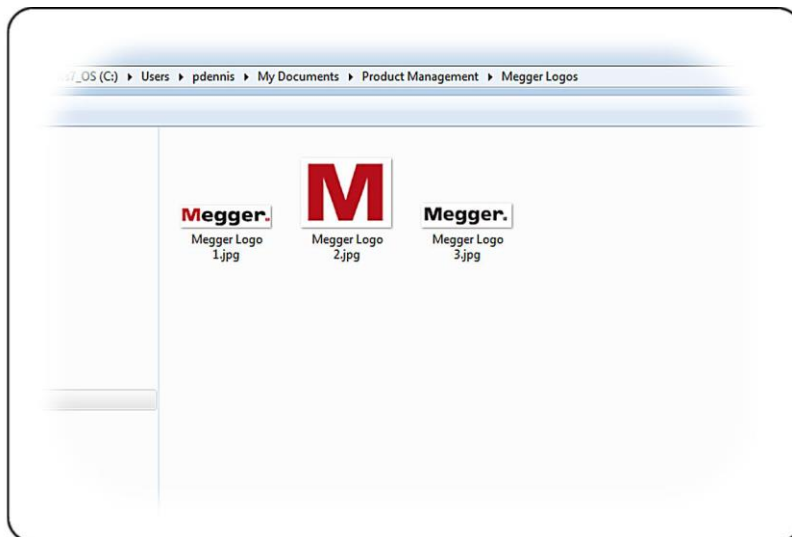 7_OS (C:) ▸ Users ▸ pdennis ▸ My Documents ▸ Product Management ▸ Megger Logos
Megger.
M
Megger.
Megger Logo
1.jpg
Megger Logo
2.jpg
Megger Logo
3.jpg